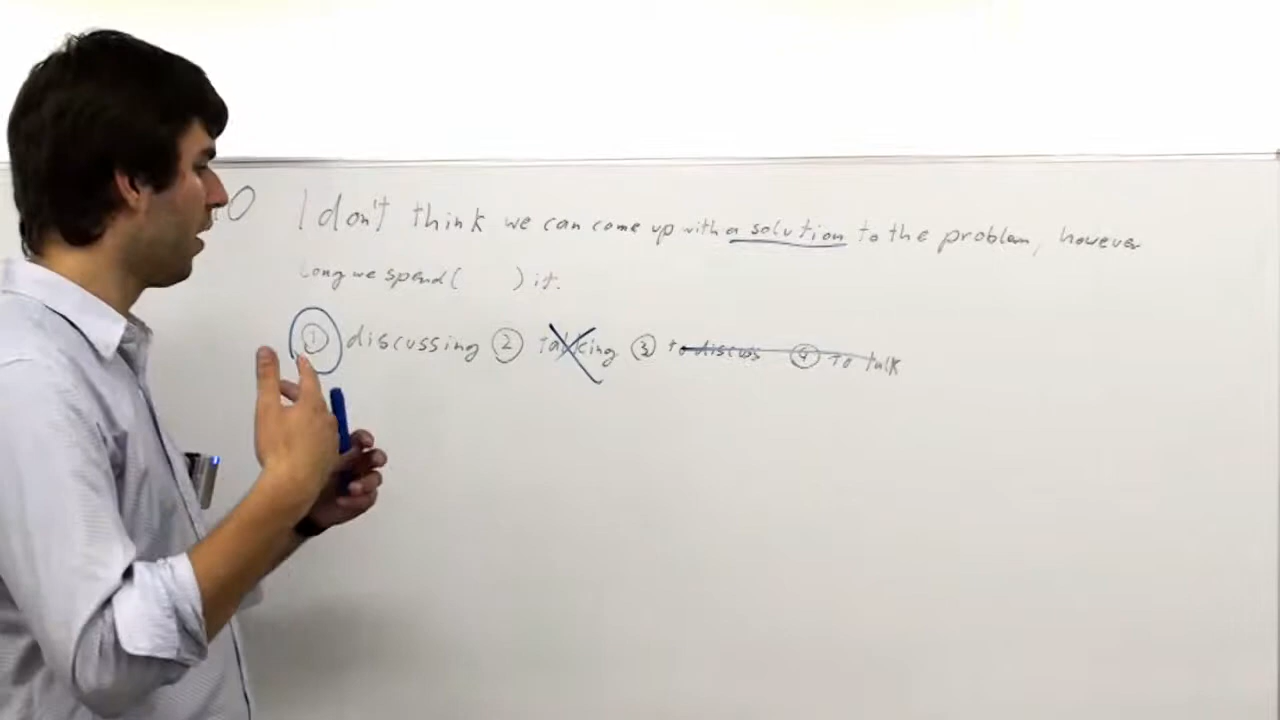 I don't think we can come up with a solution to the problem, however
long we spend ( ) it.
① discussing ② talking ③ to discuss ④ to talk